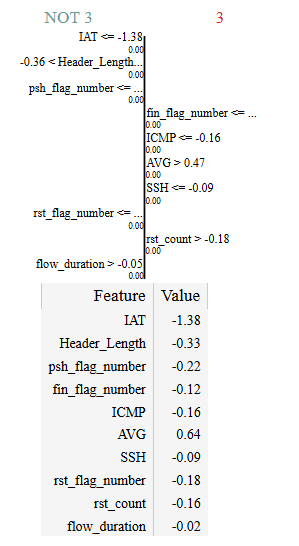 NOT 3 3
IAT <= -1.38
0.00
-0.36 < Header_Length...
0.00
psh_flag_number <= ...
0.00
fin_flag_number <= ...
0.00
ICMP <= -0.16
0.00
AVG > 0.47
0.00
SSH <= -0.09
0.00
rst_flag_number <= ...
0.00
rst_count > -0.18
0.00
flow_duration > -0.05
0.00
Feature Value
IAT -1.38
Header_Length -0.33
psh_flag_number -0.22
fin_flag_number -0.12
ICMP -0.16
AVG 0.64
SSH -0.09
rst_flag_number -0.18
rst_count -0.16
flow_duration -0.02